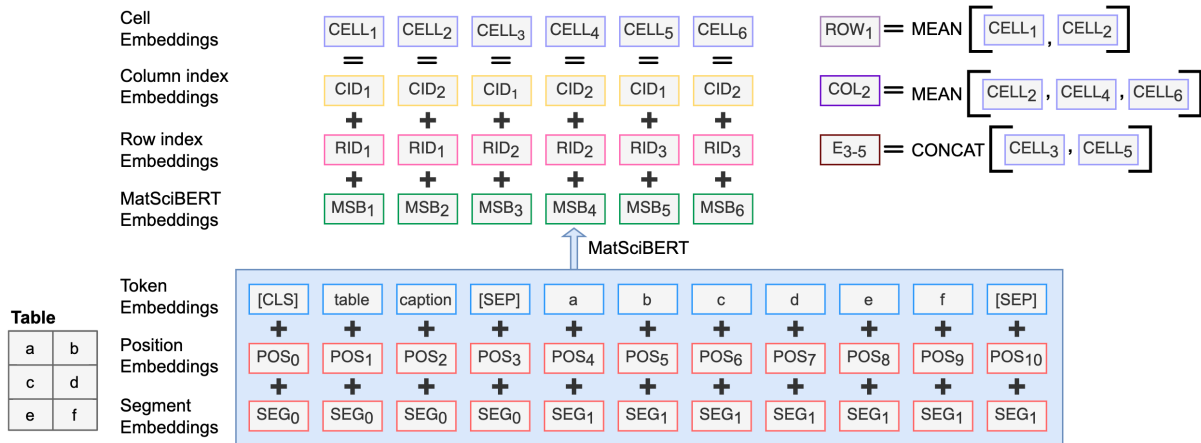 Cell Embeddings CELL₁ CELL₂ CELL₃ CELL₄ CELL₅ CELL₆ ROW₁ = MEAN [ CELL₁ , CELL₂ ]
= = = = = =
Column index Embeddings CID₁ CID₂ CID₁ CID₂ CID₁ CID₂ COL₂ = MEAN [ CELL₂ , CELL₄ , CELL₆ ]
+ + + + + +
Row index Embeddings RID₁ RID₁ RID₂ RID₂ RID₃ RID₃ E₃₋₅ = CONCAT [ CELL₃ , CELL₅ ]
+ + + + + +
MatSciBERT Embeddings MSB₁ MSB₂ MSB₃ MSB₄ MSB₅ MSB₆
MatSciBERT
Token Embeddings [CLS] table caption [SEP] a b c d e f [SEP]
+ + + + + + + + + + +
Position Embeddings POS₀ POS₁ POS₂ POS₃ POS₄ POS₅ POS₆ POS₇ POS₈ POS₉ POS₁₀
+ + + + + + + + + + +
Segment Embeddings SEG₀ SEG₀ SEG₀ SEG₀ SEG₁ SEG₁ SEG₁ SEG₁ SEG₁ SEG₁ SEG₁
Table
a b
c d
e f